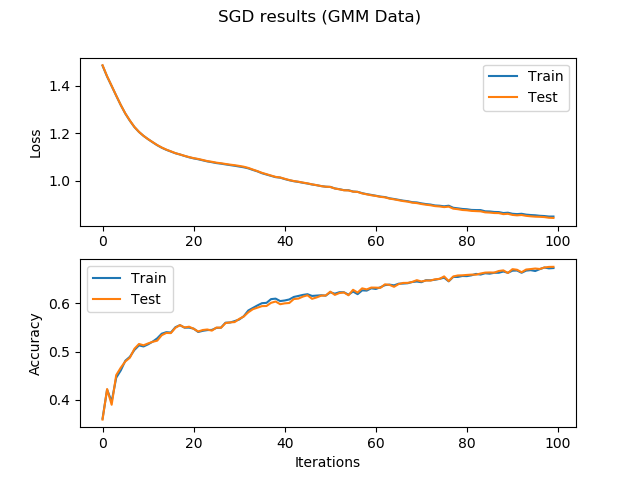 SGD results (GMM Data)
1.4
1.2
1.0
Loss
Train
Test
0 20 40 60 80 100
0.6
0.5
0.4
Accuracy
Train
Test
0 20 40 60 80 100
Iterations